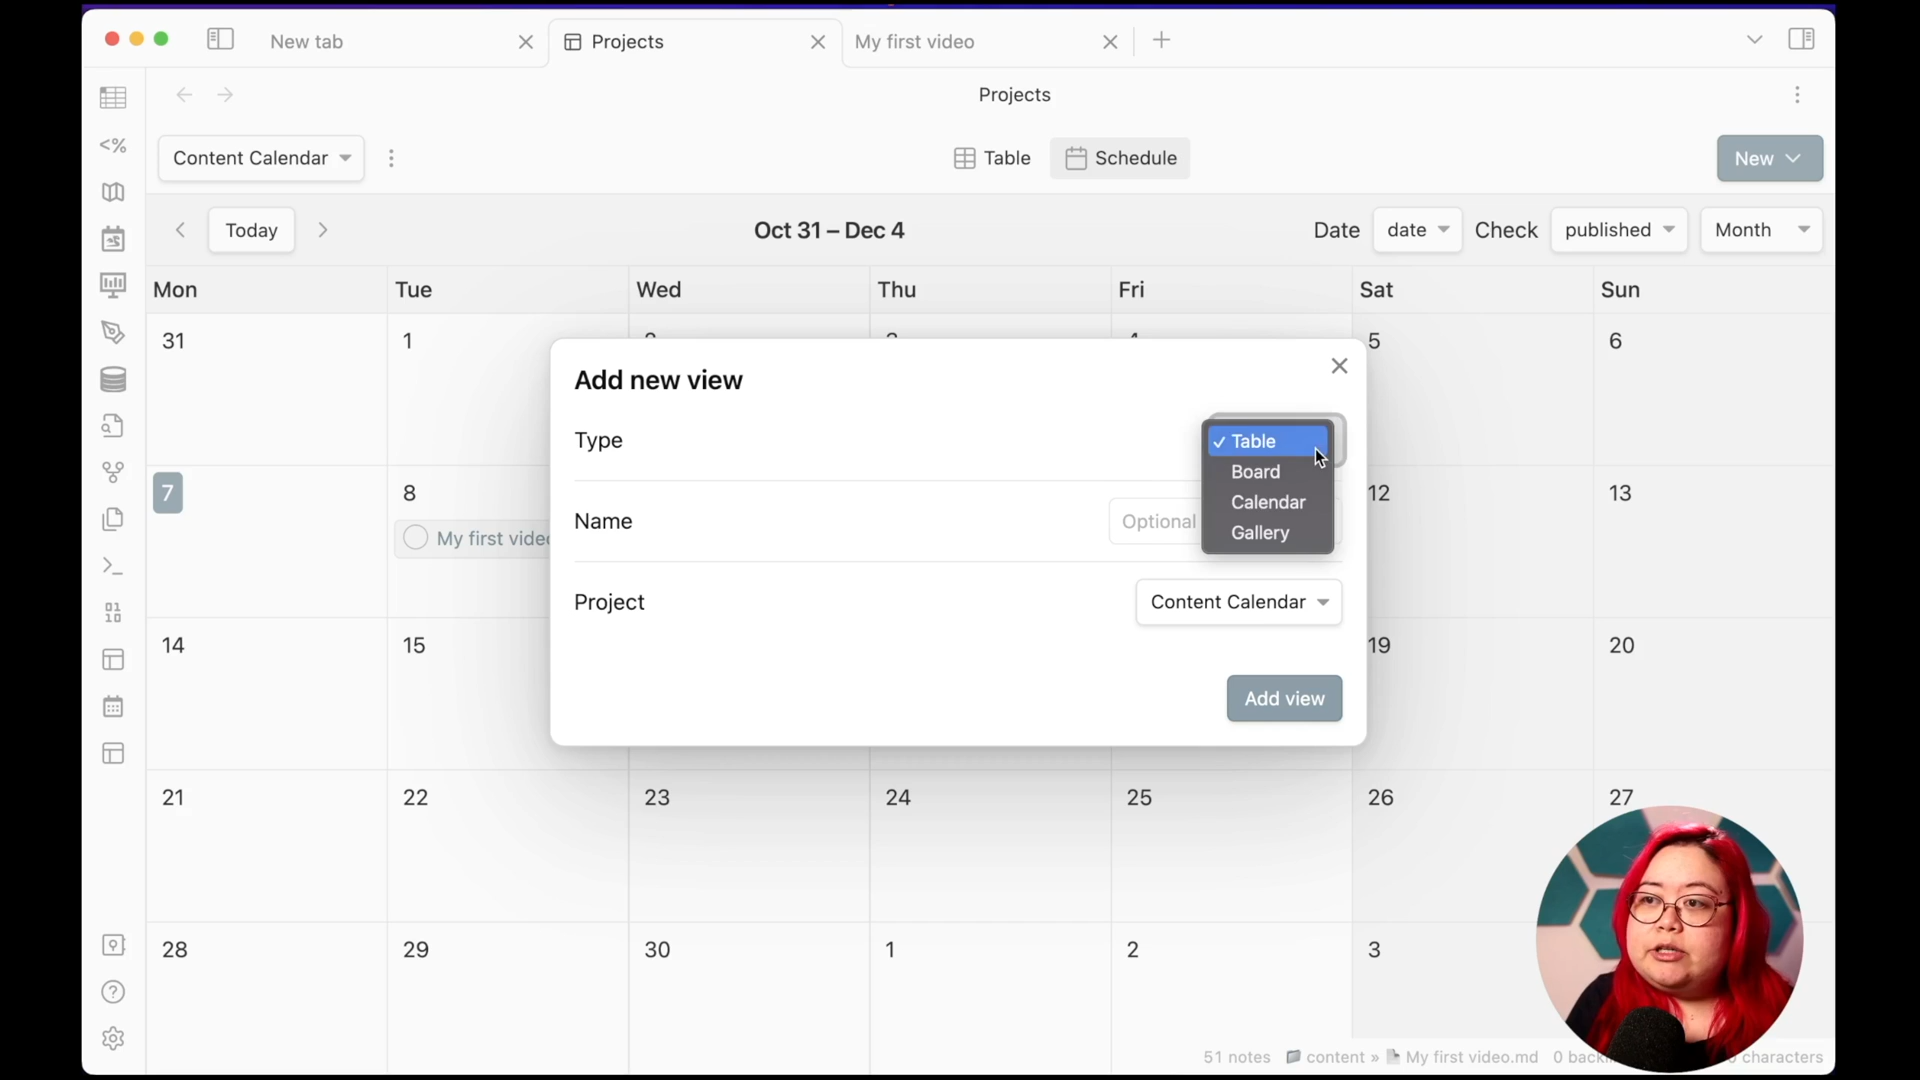 New tab
Projects
My first video
Projects
Content Calendar
Table
Schedule
New
Today
Oct 31 – Dec 4
Date
date
Check
published
Month
Mon
Tue
Wed
Thu
Fri
Sat
Sun
31
1
5
6
Add new view
Type
Table
Board
Calendar
Gallery
7
8
12
13
My first video
Name
Optional
Project
Content Calendar
14
15
19
20
Add view
21
22
23
24
25
26
27
28
29
30
1
2
3
51 notes
content »
My first video.md
0
characters